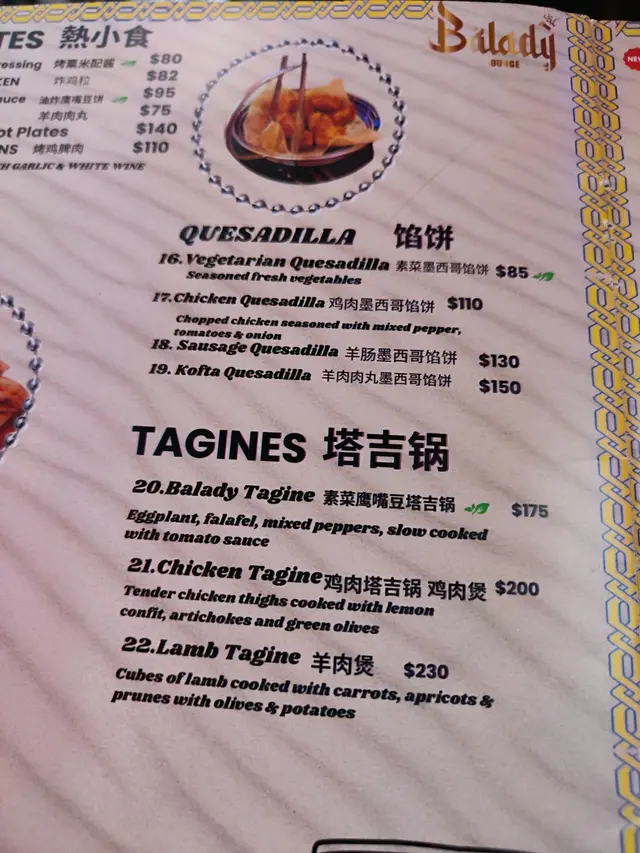 TES 熱小食
ressing 烤粟米配酱 $80
KEN 炸鸡粒 $82
auce 油炸鹰嘴豆饼 $95
羊肉肉丸 $75
ot Plates $140
NS 烤鸡脾肉 $110
H GARLIC & WHITE WINE
Balady
OUNGE
NEW
QUESADILLA 馅饼
16. Vegetarian Quesadilla 素菜墨西哥馅饼 $85
Seasoned fresh vegetables
17.Chicken Quesadilla 鸡肉墨西哥馅饼 $110
Chopped chicken seasoned with mixed pepper,
tomatoes & onion
18. Sausage Quesadilla 羊肠墨西哥馅饼 $130
19. Kofta Quesadilla 羊肉肉丸墨西哥馅饼 $150
TAGINES 塔吉锅
20.Balady Tagine 素菜鹰嘴豆塔吉锅 $175
Eggplant, falafel, mixed peppers, slow cooked
with tomato sauce
21.Chicken Tagine 鸡肉塔吉锅 鸡肉煲 $200
Tender chicken thighs cooked with lemon
confit, artichokes and green olives
22.Lamb Tagine 羊肉煲 $230
Cubes of lamb cooked with carrots, apricots &
prunes with olives & potatoes